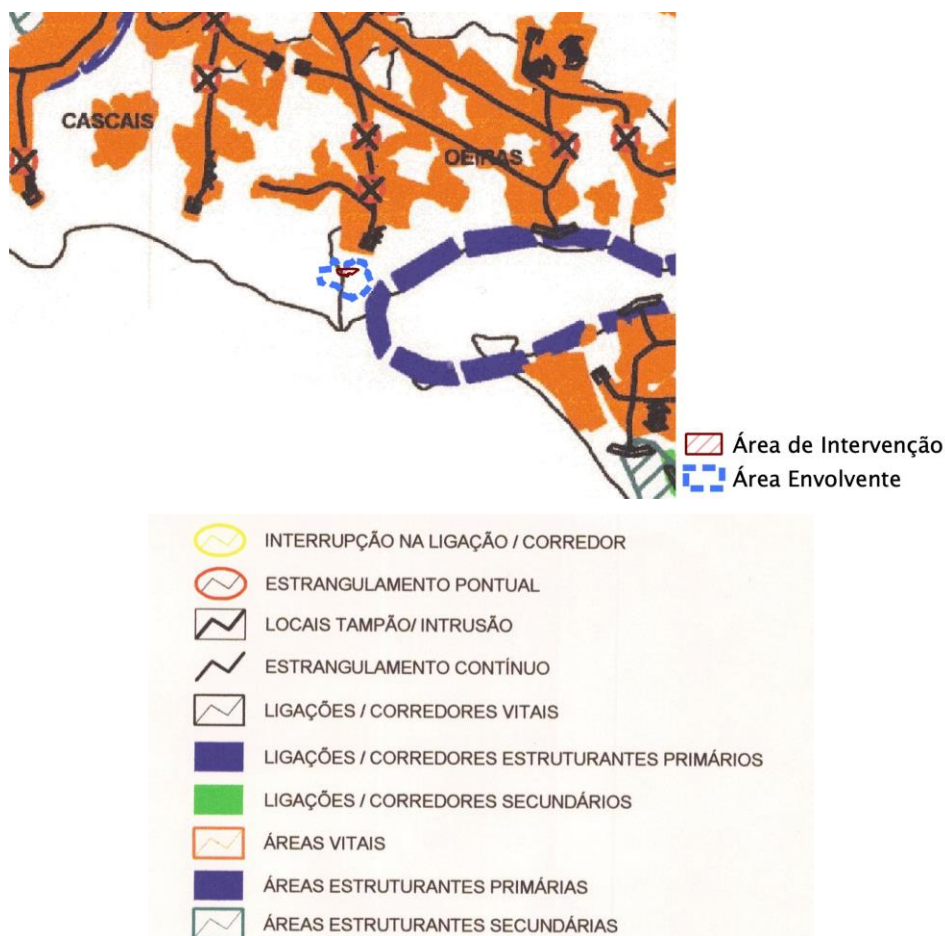 CASCAIS
OEIRAS
Área de Intervenção
Área Envolvente
INTERRUPÇÃO NA LIGAÇÃO / CORREDOR
ESTRANGULAMENTO PONTUAL
LOCAIS TAMPÃO/ INTRUSÃO
ESTRANGULAMENTO CONTÍNUO
LIGAÇÕES / CORREDORES VITAIS
LIGAÇÕES / CORREDORES ESTRUTURANTES PRIMÁRIOS
LIGAÇÕES / CORREDORES SECUNDÁRIOS
ÁREAS VITAIS
ÁREAS ESTRUTURANTES PRIMÁRIAS
ÁREAS ESTRUTURANTES SECUNDÁRIAS